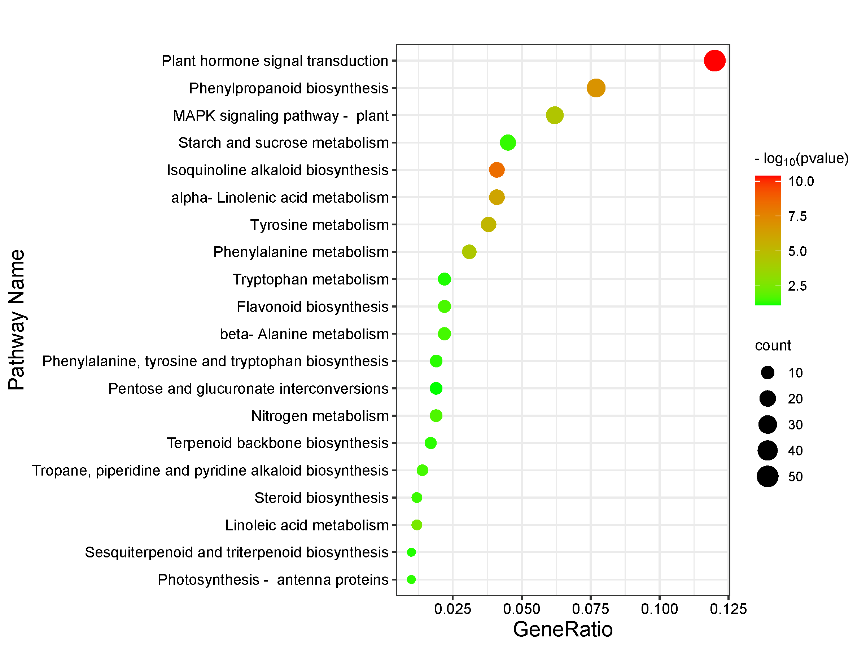 Plant hormone signal transduction
Phenylpropanoid biosynthesis
MAPK signaling pathway - plant
Starch and sucrose metabolism
Isoquinoline alkaloid biosynthesis
alpha- Linolenic acid metabolism
Tyrosine metabolism
Phenylalanine metabolism
Tryptophan metabolism
Flavonoid biosynthesis
beta- Alanine metabolism
Phenylalanine, tyrosine and tryptophan biosynthesis
Pentose and glucuronate interconversions
Nitrogen metabolism
Terpenoid backbone biosynthesis
Tropane, piperidine and pyridine alkaloid biosynthesis
Steroid biosynthesis
Linoleic acid metabolism
Sesquiterpenoid and triterpenoid biosynthesis
Photosynthesis - antenna proteins
Pathway Name
0.025 0.050 0.075 0.100 0.125
GeneRatio
- log10(pvalue)
10.0
7.5
5.0
2.5
count
10
20
30
40
50